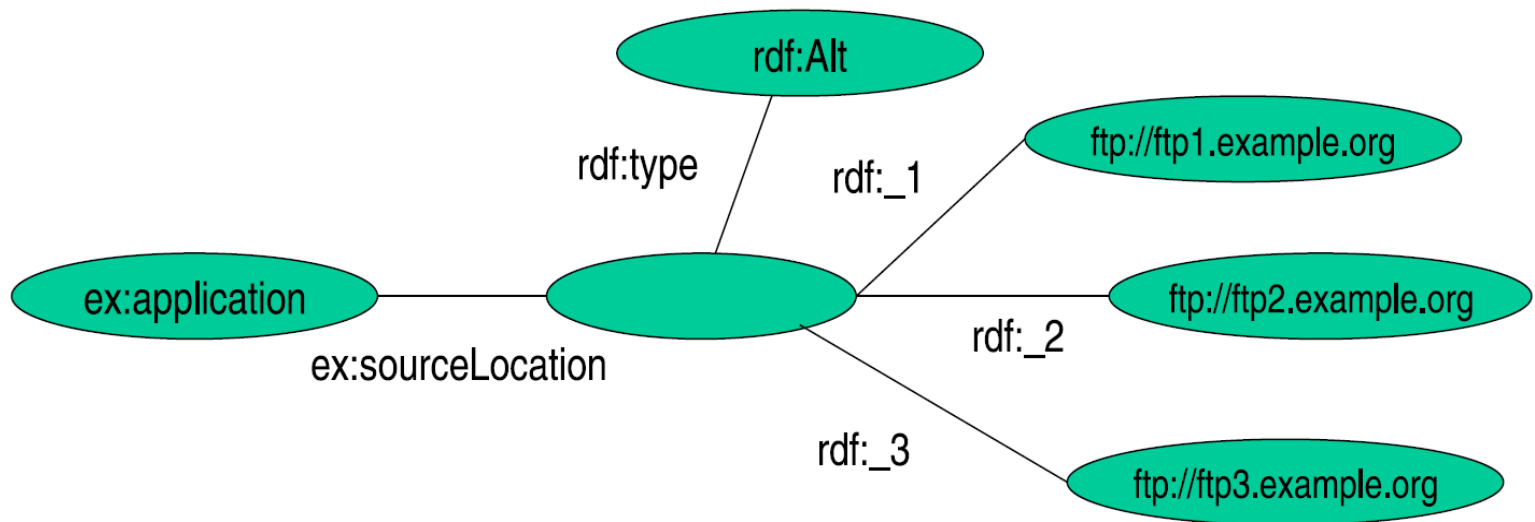 rdf:Alt
ftp://ftp1.example.org
rdf:type
rdf:_1
ex:application
ftp://ftp2.example.org
rdf:_2
ex:sourceLocation
rdf:_3
ftp://ftp3.example.org